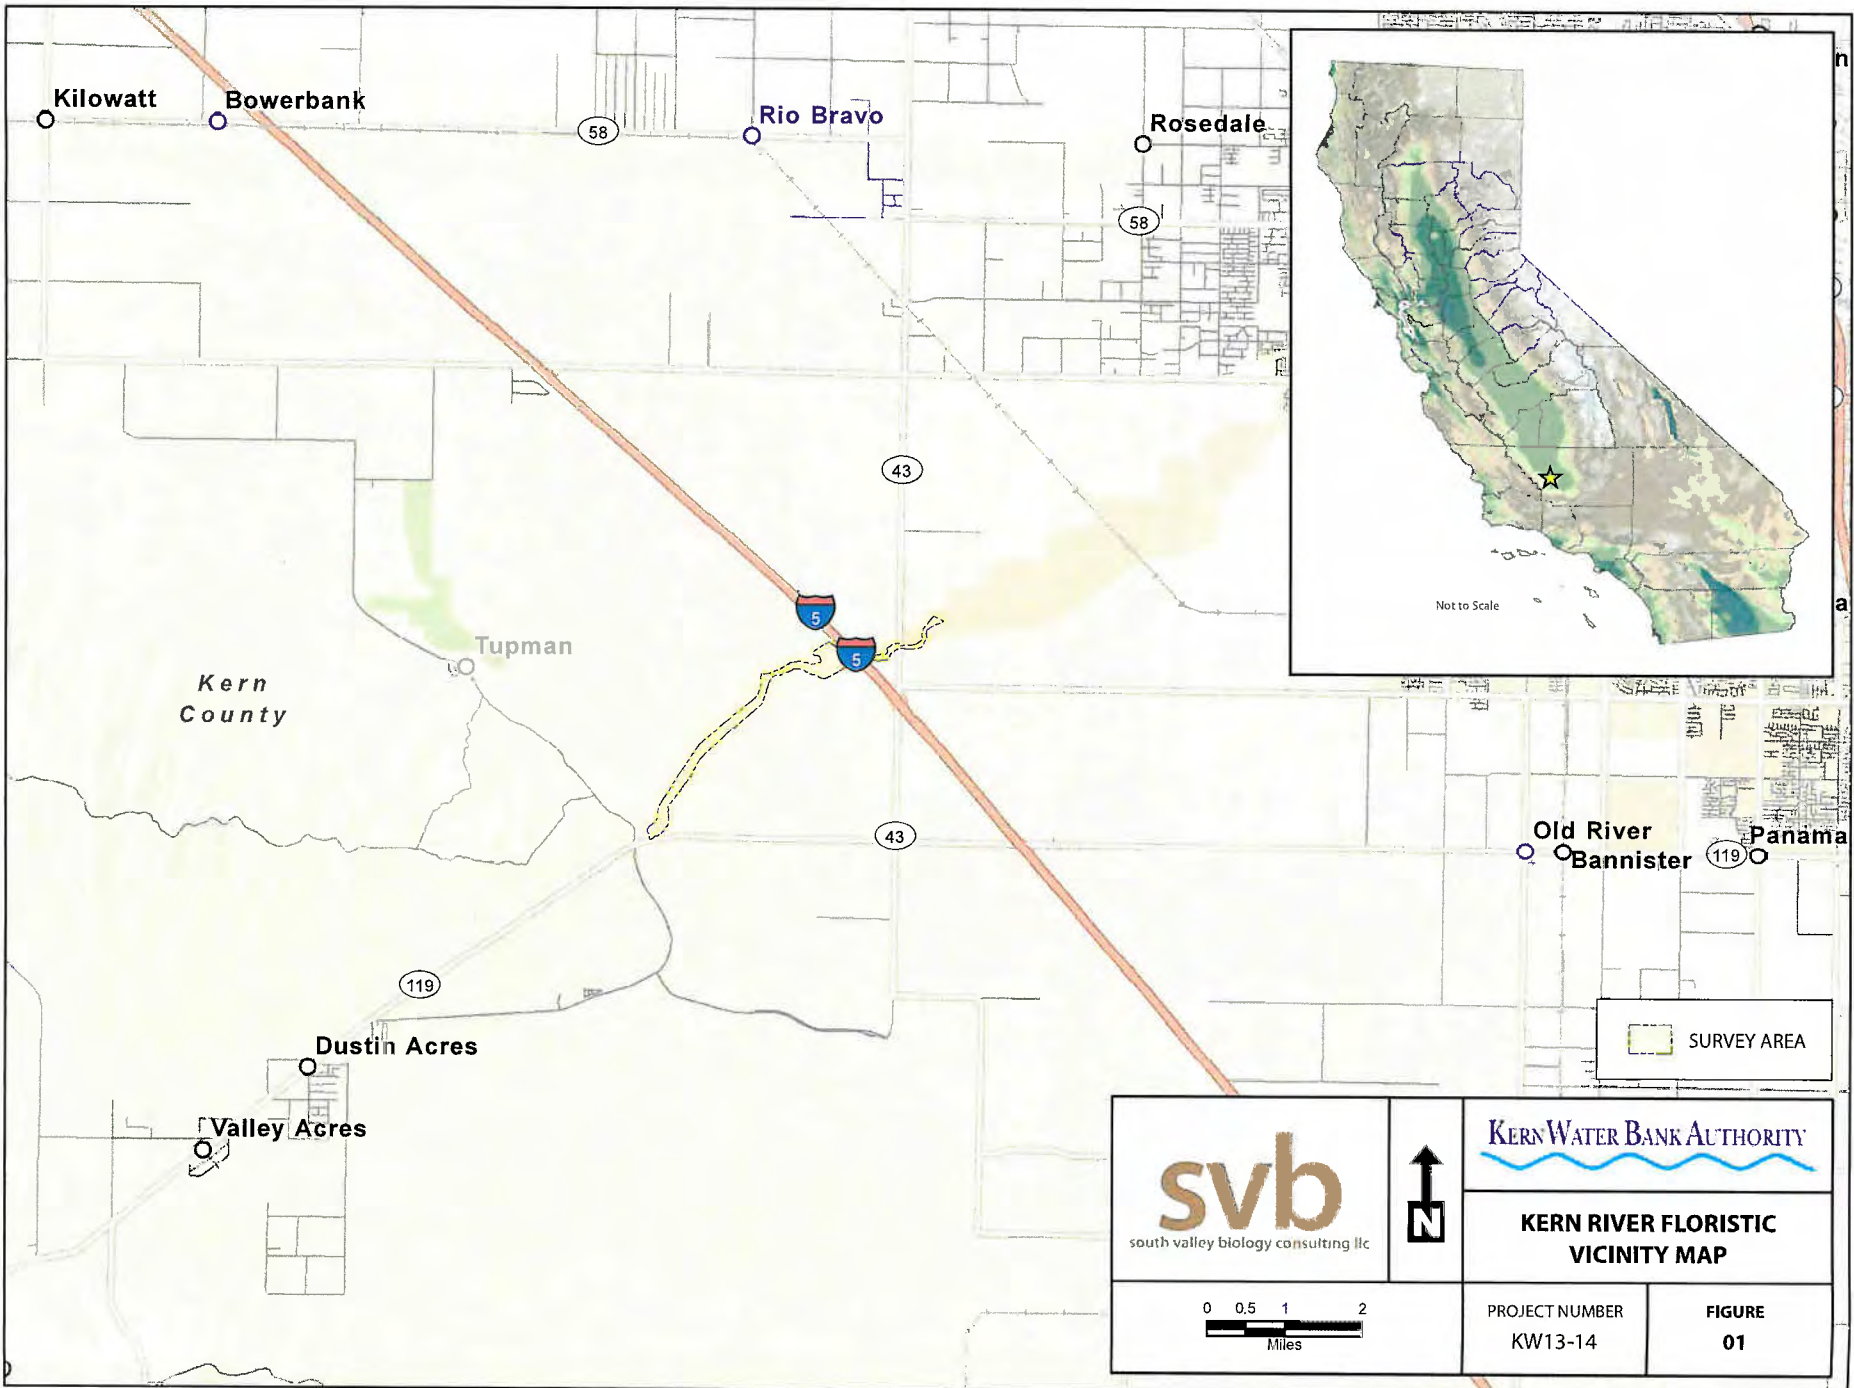 Kilowatt
Bowerbank
58
Rio Bravo
Rosedale
58
n
43
5
5
a
Tupman
Kern
County
Not to Scale
43
Old River
Bannister
119
Panama
119
Dustin Acres
Valley Acres
SURVEY AREA
svb
south valley biology consulting llc
N
KERN WATER BANK AUTHORITY
KERN RIVER FLORISTIC
VICINITY MAP
0 0.5 1 2
Miles
PROJECT NUMBER
KW13-14
FIGURE
01